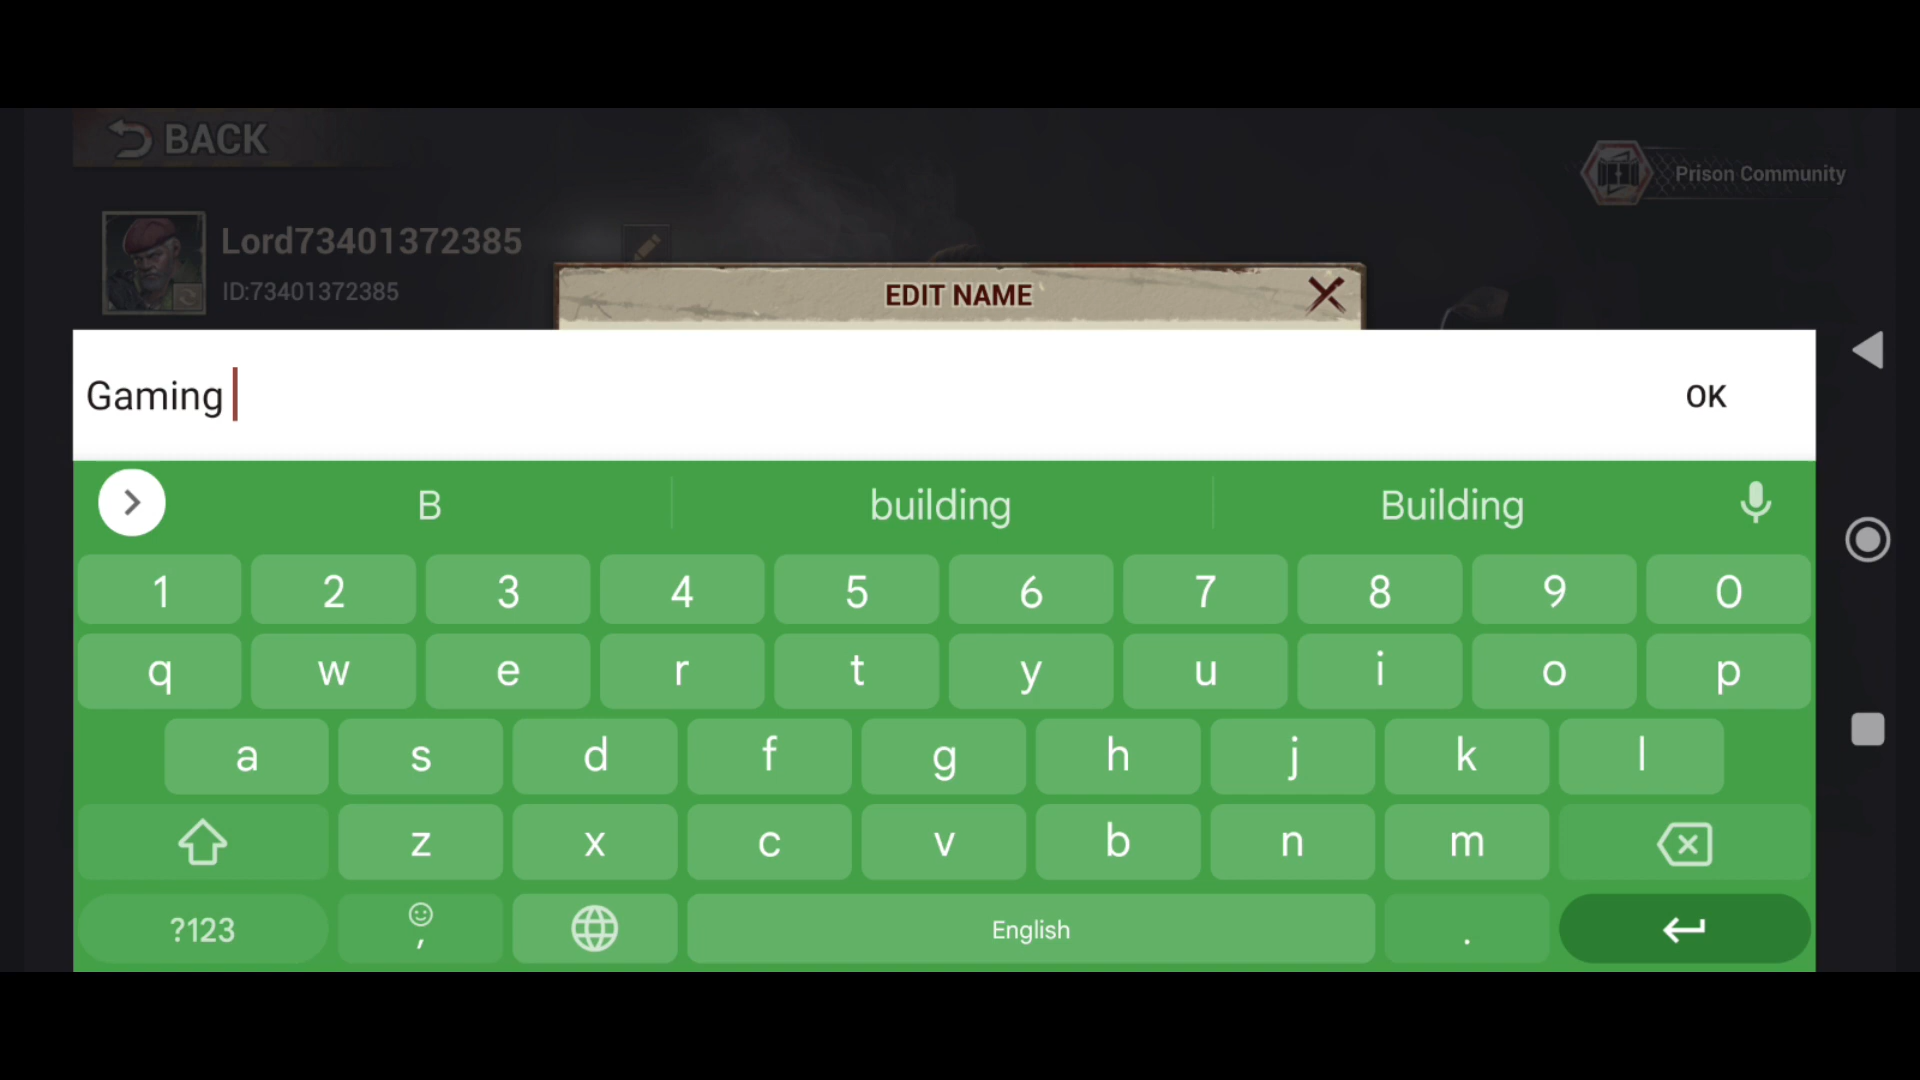 BACK
Prison Community
Lord73401372385
ID:73401372385
EDIT NAME
Gaming
OK
B building Building
1 2 3 4 5 6 7 8 9 0
q w e r t y u i o p
a s d f g h j k l
z x c v b n m
?123 , English .